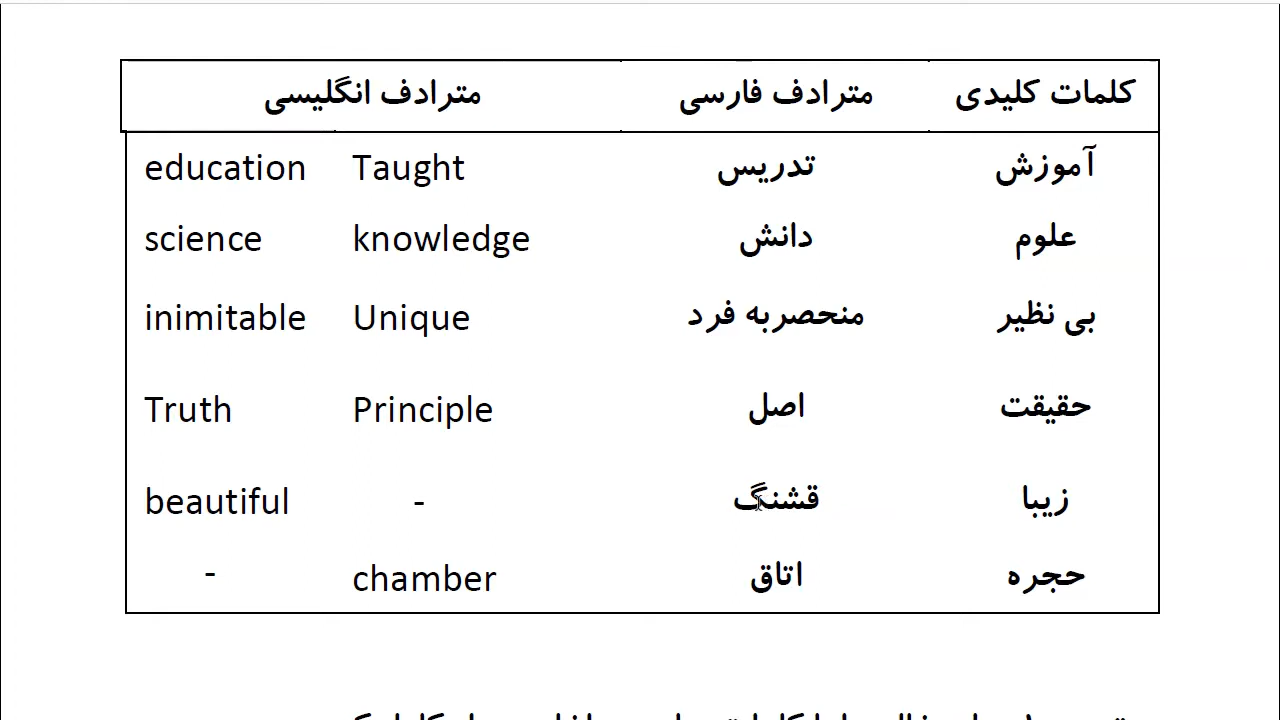 کلمات کلیدی مترادف فارسی مترادف انگلیسی
آموزش تدریس Taught education
علوم دانش knowledge science
بی نظیر منحصربه فرد Unique inimitable
حقیقت اصل Principle Truth
زیبا قشنگ - beautiful
حجره اتاق chamber -